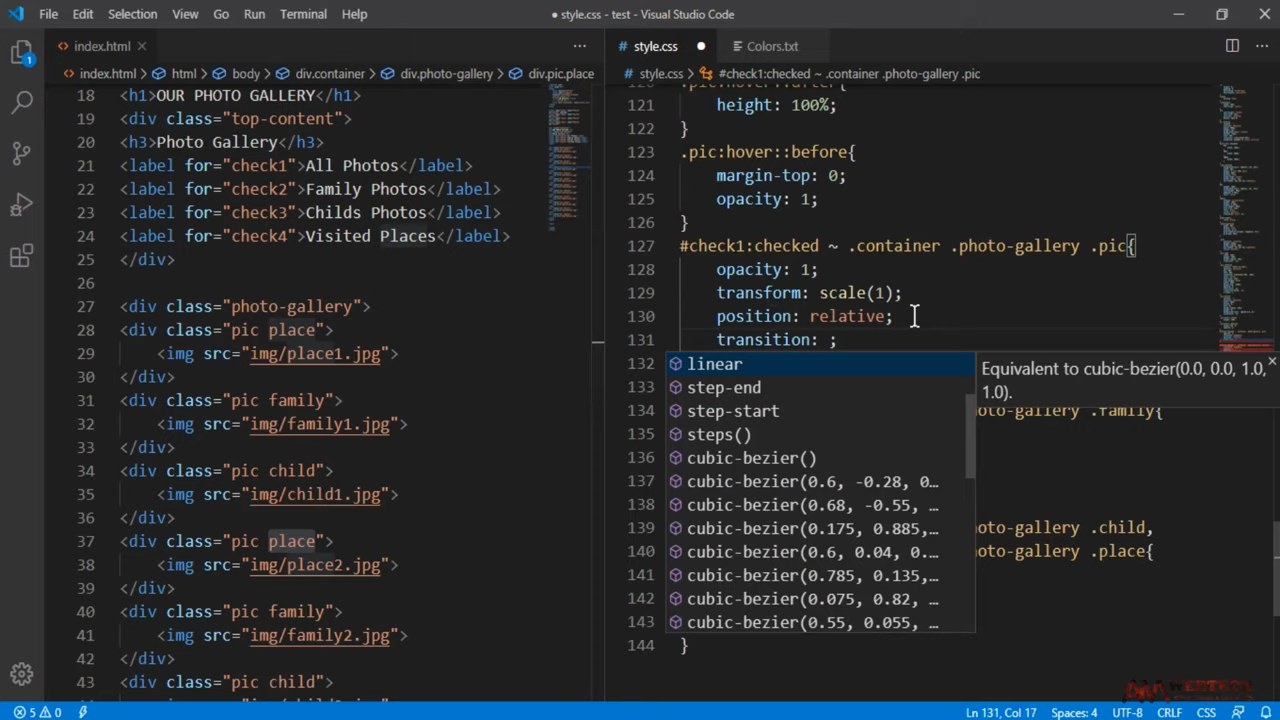 File Edit Selection View Go Run Terminal Help
● style.css - test - Visual Studio Code
1
<> index.html ×
···
index.html > html > body > div.container > div.photo-gallery > div.pic.place
18 <h1>OUR PHOTO GALLERY</h1>
19 <div class="top-content">
20 <h3>Photo Gallery</h3>
21 <label for="check1">All Photos</label>
22 <label for="check2">Family Photos</label>
23 <label for="check3">Childs Photos</label>
24 <label for="check4">Visited Places</label>
25 </div>
26
27 <div class="photo-gallery">
28 <div class="pic place">
29 <img src="img/place1.jpg">
30 </div>
31 <div class="pic family">
32 <img src="img/family1.jpg">
33 </div>
34 <div class="pic child">
35 <img src="img/child1.jpg">
36 </div>
37 <div class="pic place">
38 <img src="img/place2.jpg">
39 </div>
40 <div class="pic family">
41 <img src="img/family2.jpg">
42 </div>
43 <div class="pic child">
# style.css ● Colors.txt
···
# style.css > #check1:checked ~ .container .photo-gallery .pic
120 .pic:hover::after{
121 height: 100%;
122 }
123 .pic:hover::before{
124 margin-top: 0;
125 opacity: 1;
126 }
127 #check1:checked ~ .container .photo-gallery .pic{
128 opacity: 1;
129 transform: scale(1);
130 position: relative;
131 transition: ;
132 linear
133 step-end
134 step-start
135 steps()
136 cubic-bezier()
137 cubic-bezier(0.6, -0.28, 0…
138 cubic-bezier(0.68, -0.55, …
139 cubic-bezier(0.175, 0.885,…
140 cubic-bezier(0.6, 0.04, 0.…
141 cubic-bezier(0.785, 0.135,…
142 cubic-bezier(0.075, 0.82, …
143 cubic-bezier(0.55, 0.055, …
144 }
Equivalent to cubic-bezier(0.0, 0.0, 1.0, ×
1.0).
oto-gallery .family{
hoto-gallery .child,
hoto-gallery .place{
5 0
Ln 131, Col 17 Spaces: 4 UTF-8 CRLF CSS